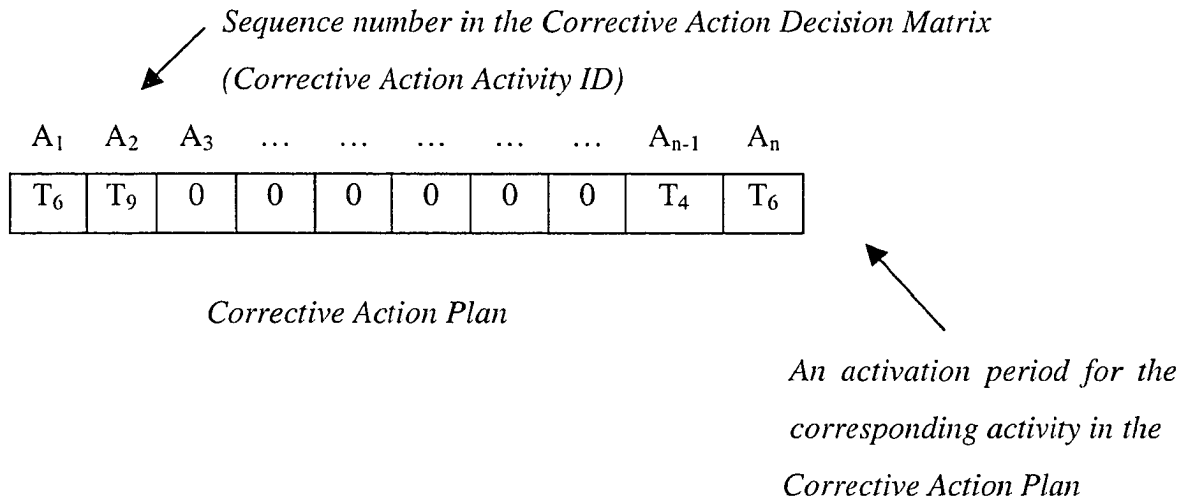 Sequence number in the Corrective Action Decision Matrix
(Corrective Action Activity ID)
A₁ A₂ A₃ ... ... ... ... ... Aₙ₋₁ Aₙ
T₆ T₉ 0 0 0 0 0 0 T₄ T₆
Corrective Action Plan
An activation period for the
corresponding activity in the
Corrective Action Plan